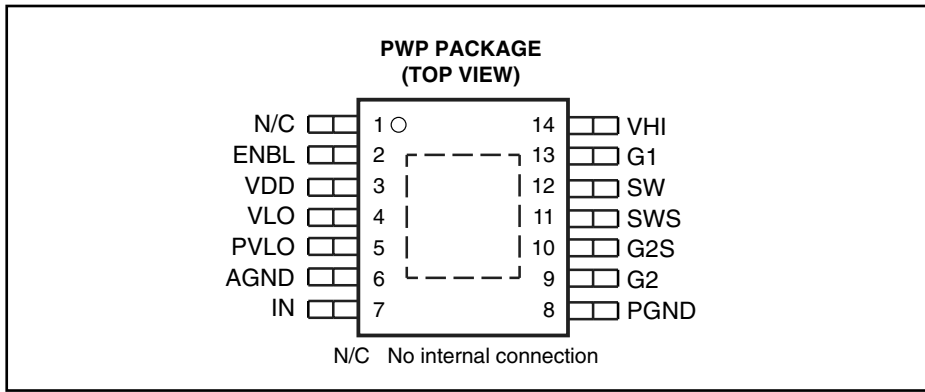 PWP PACKAGE
(TOP VIEW)
N/C 1 14 VHI
ENBL 2 13 G1
VDD 3 12 SW
VLO 4 11 SWS
PVLO 5 10 G2S
AGND 6 9 G2
IN 7 8 PGND
N/C No internal connection